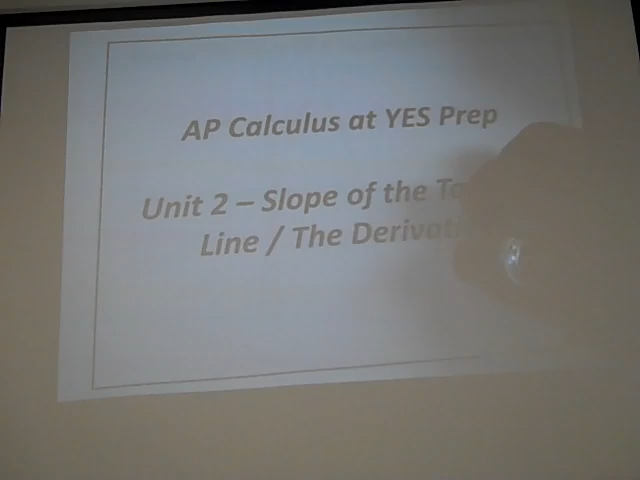 AP Calculus at YES Prep
Unit 2 – Slope of the
Line / The